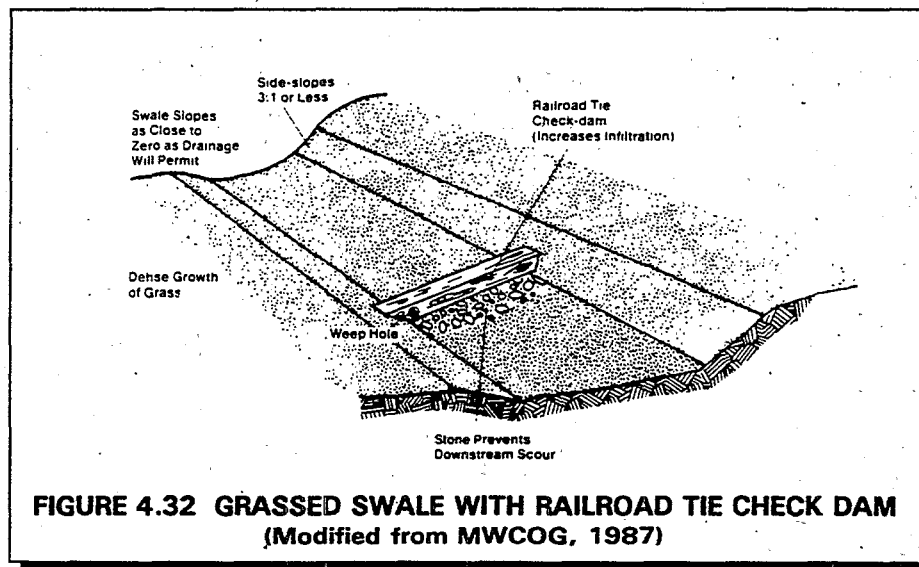 Side-slopes
3:1 or Less
Swale Slopes
as Close to
Zero as Drainage
Will Permit
Railroad Tie
Check-dam
(Increases Infiltration)
Dense Growth
of Grass
Weep Hole
Stone Prevents
Downstream Scour
FIGURE 4.32 GRASSED SWALE WITH RAILROAD TIE CHECK DAM
(Modified from MWCOG, 1987)